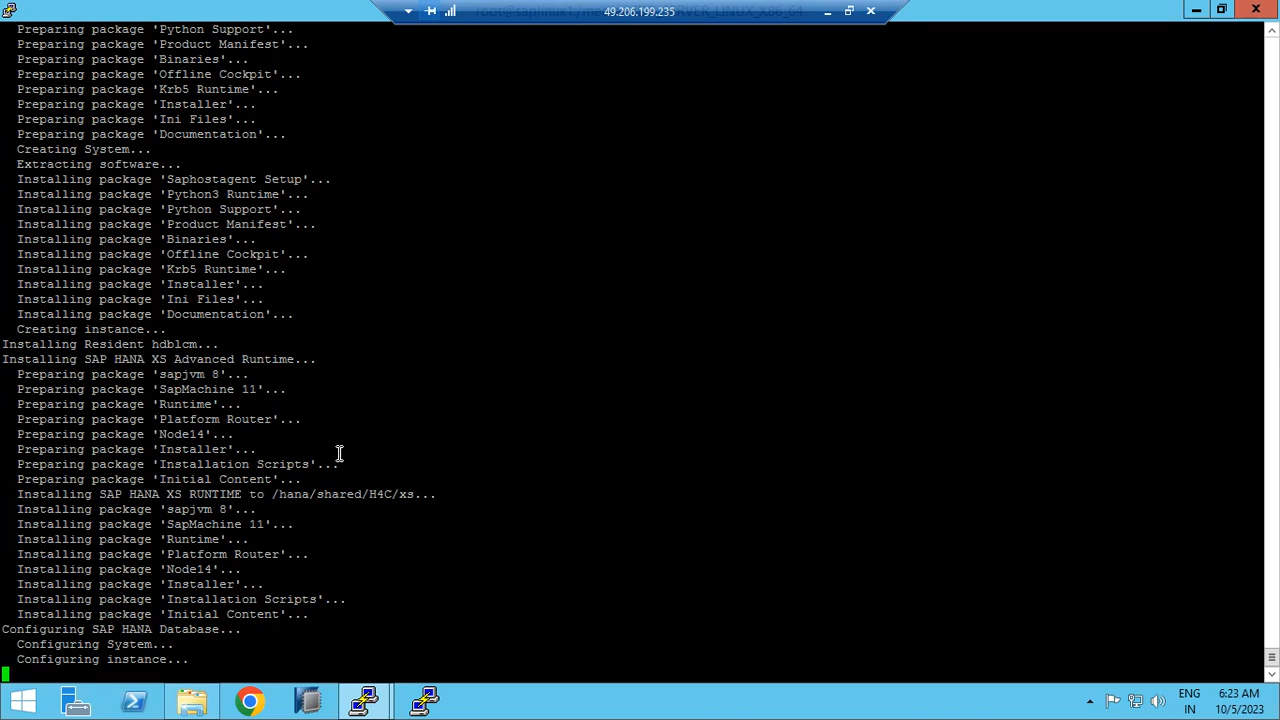 root@saplinux1:/me
49.206.199.235
ERVER_LINUX_X86_64
Preparing package 'Python Support'...
Preparing package 'Product Manifest'...
Preparing package 'Binaries'...
Preparing package 'Offline Cockpit'...
Preparing package 'Krb5 Runtime'...
Preparing package 'Installer'...
Preparing package 'Ini Files'...
Preparing package 'Documentation'...
Creating System...
Extracting software...
Installing package 'Saphostagent Setup'...
Installing package 'Python3 Runtime'...
Installing package 'Python Support'...
Installing package 'Product Manifest'...
Installing package 'Binaries'...
Installing package 'Offline Cockpit'...
Installing package 'Krb5 Runtime'...
Installing package 'Installer'...
Installing package 'Ini Files'...
Installing package 'Documentation'...
Creating instance...
Installing Resident hdblcm...
Installing SAP HANA XS Advanced Runtime...
Preparing package 'sapjvm 8'...
Preparing package 'SapMachine 11'...
Preparing package 'Runtime'...
Preparing package 'Platform Router'...
Preparing package 'Node14'...
Preparing package 'Installer'...
Preparing package 'Installation Scripts'...
Preparing package 'Initial Content'...
Installing SAP HANA XS RUNTIME to /hana/shared/H4C/xs...
Installing package 'sapjvm 8'...
Installing package 'SapMachine 11'...
Installing package 'Runtime'...
Installing package 'Platform Router'...
Installing package 'Node14'...
Installing package 'Installer'...
Installing package 'Installation Scripts'...
Installing package 'Initial Content'...
Configuring SAP HANA Database...
Configuring System...
Configuring instance...
ENG
IN
6:23 AM
10/5/2023